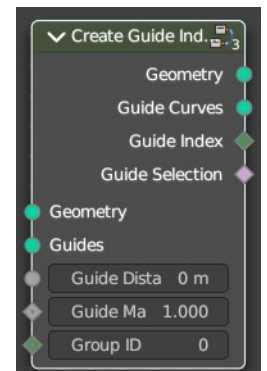 Create Guide Ind.
3
Geometry
Guide Curves
Guide Index
Guide Selection
Geometry
Guides
Guide Dista 0 m
Guide Ma 1.000
Group ID 0